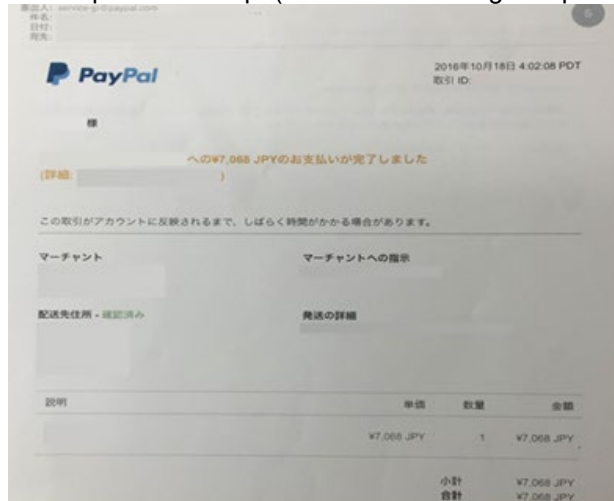 差出人: service-jp@paypal.com
件名:
日付:
宛先:
5
PayPal
2016年10月18日 4:02:08 PDT
取引 ID:
様
への¥7,068 JPYのお支払いが完了しました
(詳細: )
この取引がアカウントに反映されるまで、しばらく時間がかかる場合があります。
マーチャント マーチャントへの指示
配送先住所 - 確認済み 発送の詳細
説明 単価 数量 金額
¥7,068 JPY 1 ¥7,068 JPY
小計 ¥7,068 JPY
合計 ¥7,068 JPY